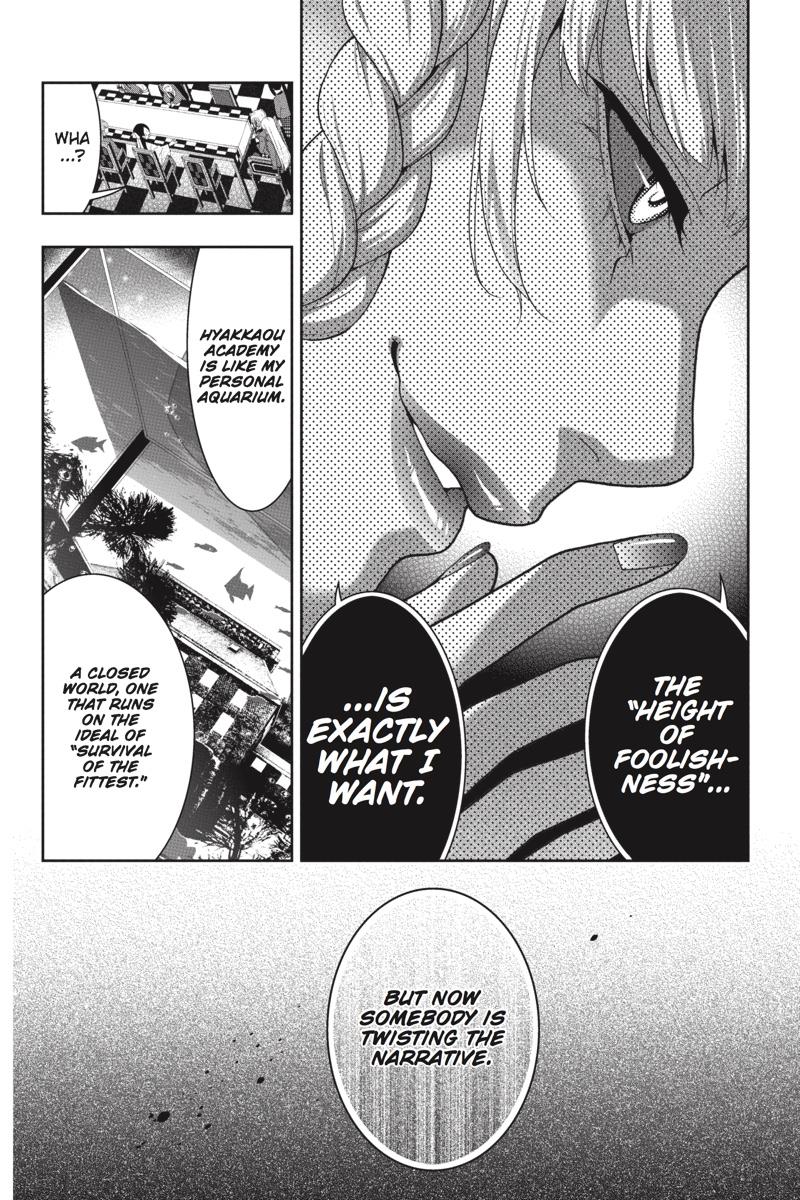 THE
"HEIGHT
OF
FOOLISH-
NESS"...
...IS
EXACTLY
WHAT I
WANT.
WHA
...?
HYAKKAOU
ACADEMY
IS LIKE MY
PERSONAL
AQUARIUM.
A CLOSED
WORLD, ONE
THAT RUNS
ON THE
IDEAL OF
"SURVIVAL
OF THE
FITTEST."
BUT NOW
SOMEBODY IS
TWISTING THE
NARRATIVE.